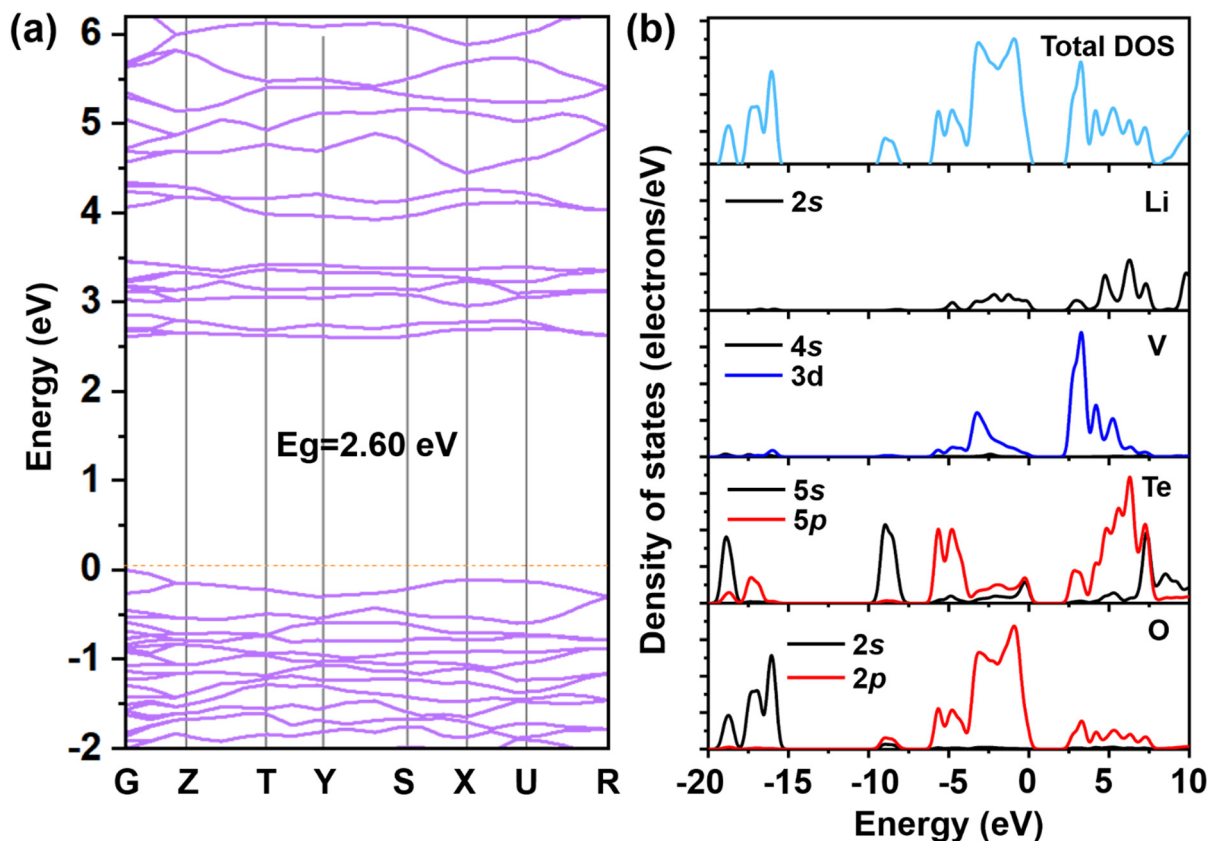 (a)
Energy (eV)
6
5
4
3
2
1
0
-1
-2
Eg=2.60 eV
G Z T Y S X U R
(b)
Density of states (electrons/eV)
Total DOS
2s
Li
4s
3d
V
5s
5p
Te
2s
2p
O
-20 -15 -10 -5 0 5 10
Energy (eV)